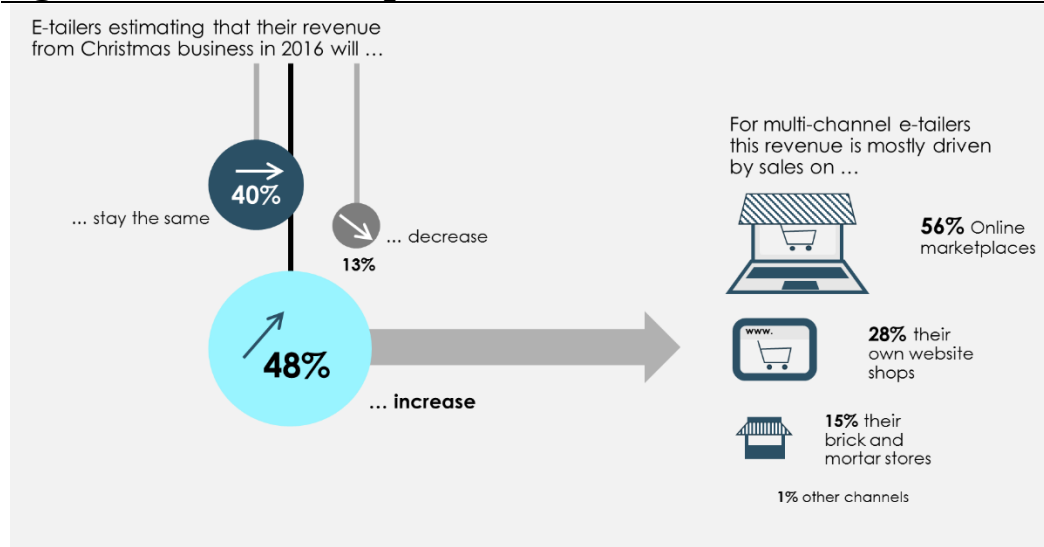 E-tailers estimating that their revenue
from Christmas business in 2016 will …
40%
… stay the same
… decrease
13%
48%
… increase
For multi-channel e-tailers
this revenue is mostly driven
by sales on …
56% Online
marketplaces
www.
28% their
own website
shops
15% their
brick and
mortar stores
1% other channels